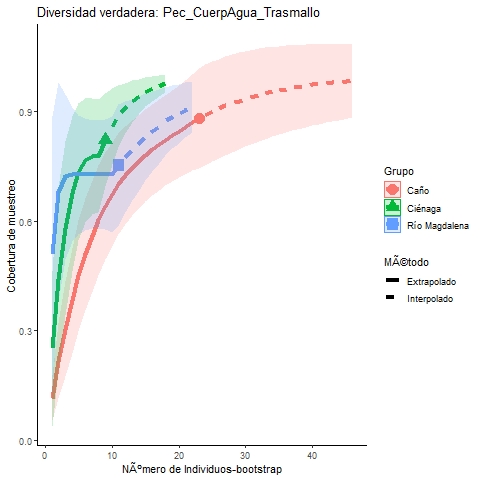 Diversidad verdadera: Pec_CuerpAgua_Trasmallo
Cobertura de muestreo
0.9
0.6
0.3
0.0
0
10
20
30
40
NÃºmero de Individuos-bootstrap
Grupo
Caño
Ciénaga
Río Magdalena
MÃ©todo
Extrapolado
Interpolado